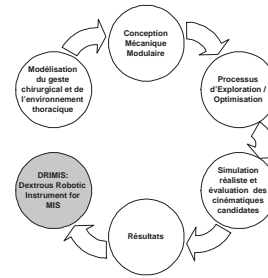 Conception
Mécanique
Modulaire
Processus
d'Exploration /
Optimisation
Simulation
réaliste et
évaluation des
cinématiques
candidates
Résultats
DRIMIS:
Dextrous Robotic
Instrument for
MIS
Modélisation
du geste
chirurgical et de
l'environnement
thoracique